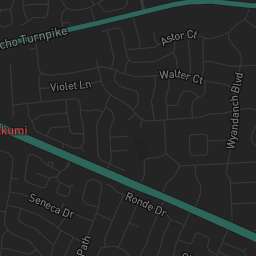 cho Turnpike
Astor Ct
Walter Ct
Violet Ln
Wyandanch Blvd
kumi
Seneca Dr
Ronde Dr
Path